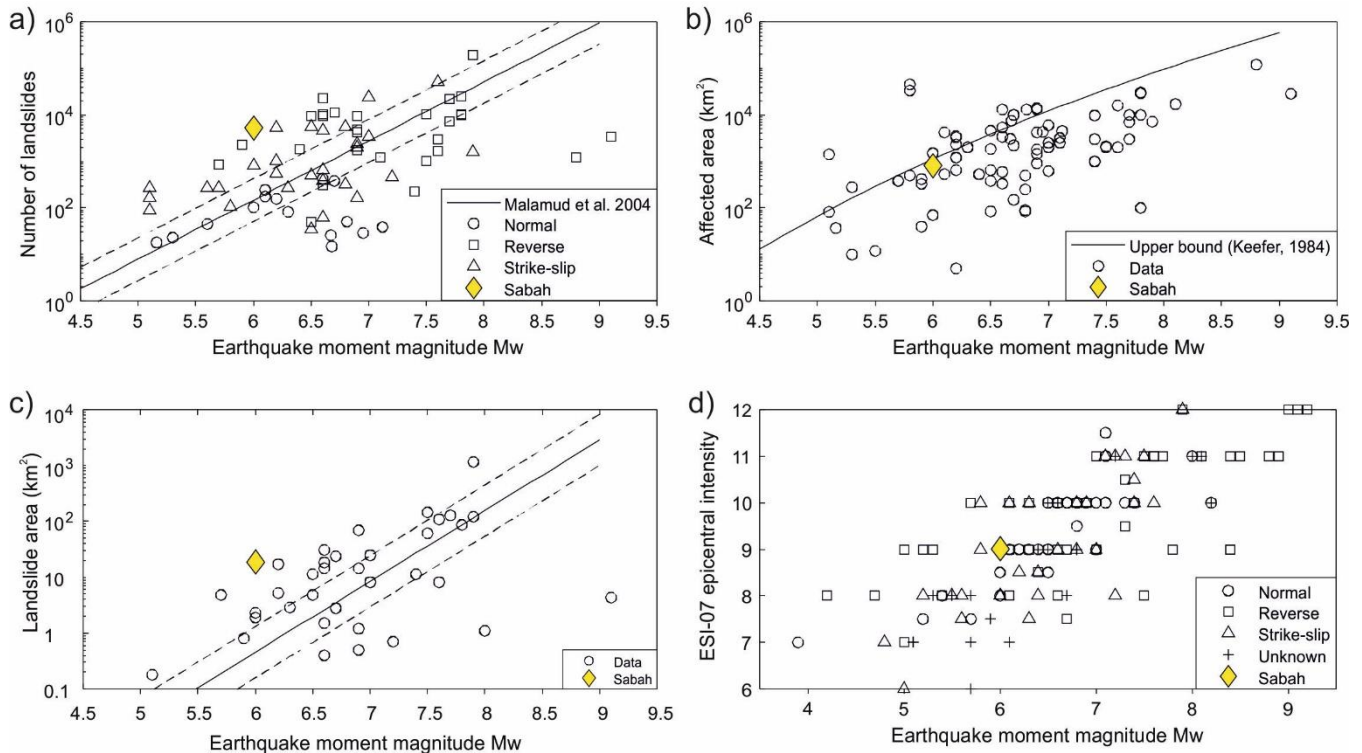 a)
Number of landslides
10^6
10^4
10^2
10^0
4.5 5 5.5 6 6.5 7 7.5 8 8.5 9 9.5
Earthquake moment magnitude Mw
Malamud et al. 2004
Normal
Reverse
Strike-slip
Sabah
b)
Affected area (km²)
10^6
10^4
10^2
10^0
4.5 5 5.5 6 6.5 7 7.5 8 8.5 9 9.5
Earthquake moment magnitude Mw
Upper bound (Keefer, 1984)
Data
Sabah
c)
Landslide area (km²)
10^4
10^3
10^2
10
1
0.1
4.5 5 5.5 6 6.5 7 7.5 8 8.5 9 9.5
Earthquake moment magnitude Mw
Data
Sabah
d)
ESI-07 epicentral intensity
12
11
10
9
8
7
6
4 5 6 7 8 9
Earthquake moment magnitude Mw
Normal
Reverse
Strike-slip
Unknown
Sabah